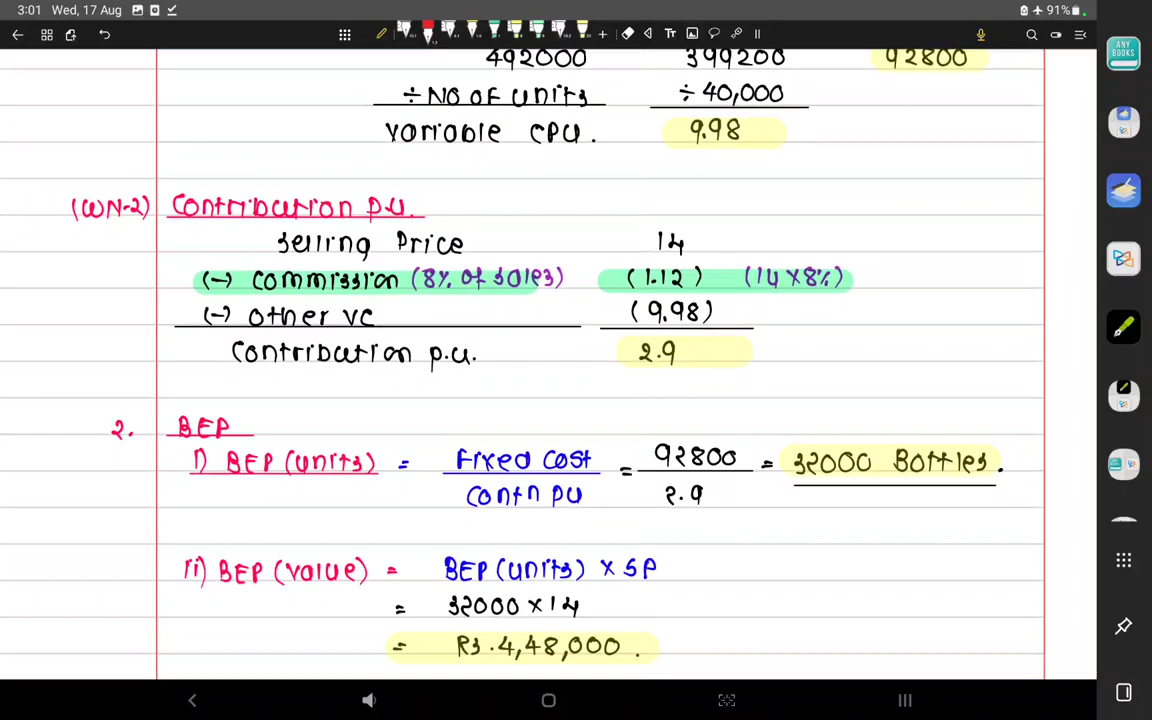 3:01 Wed, 17 Aug 91%
Tr
492000 399200 92800
÷ NO OF units ÷ 40,000
variable CPU. 9.98
(WN-2) Contribution p.u.
Selling Price 14
(-) commission (8% of sales) (1.12) (14 x 8%)
(-) other vc (9.98)
Contribution p.u. 2.9
2. BEP
i) BEP (units) = Fixed Cost / Contn pu = 92800 / 2.9 = 32000 Bottles.
ii) BEP (value) = BEP (units) x SP
= 32000 x 14
= Rs. 4,48,000.
ANY BOOKS